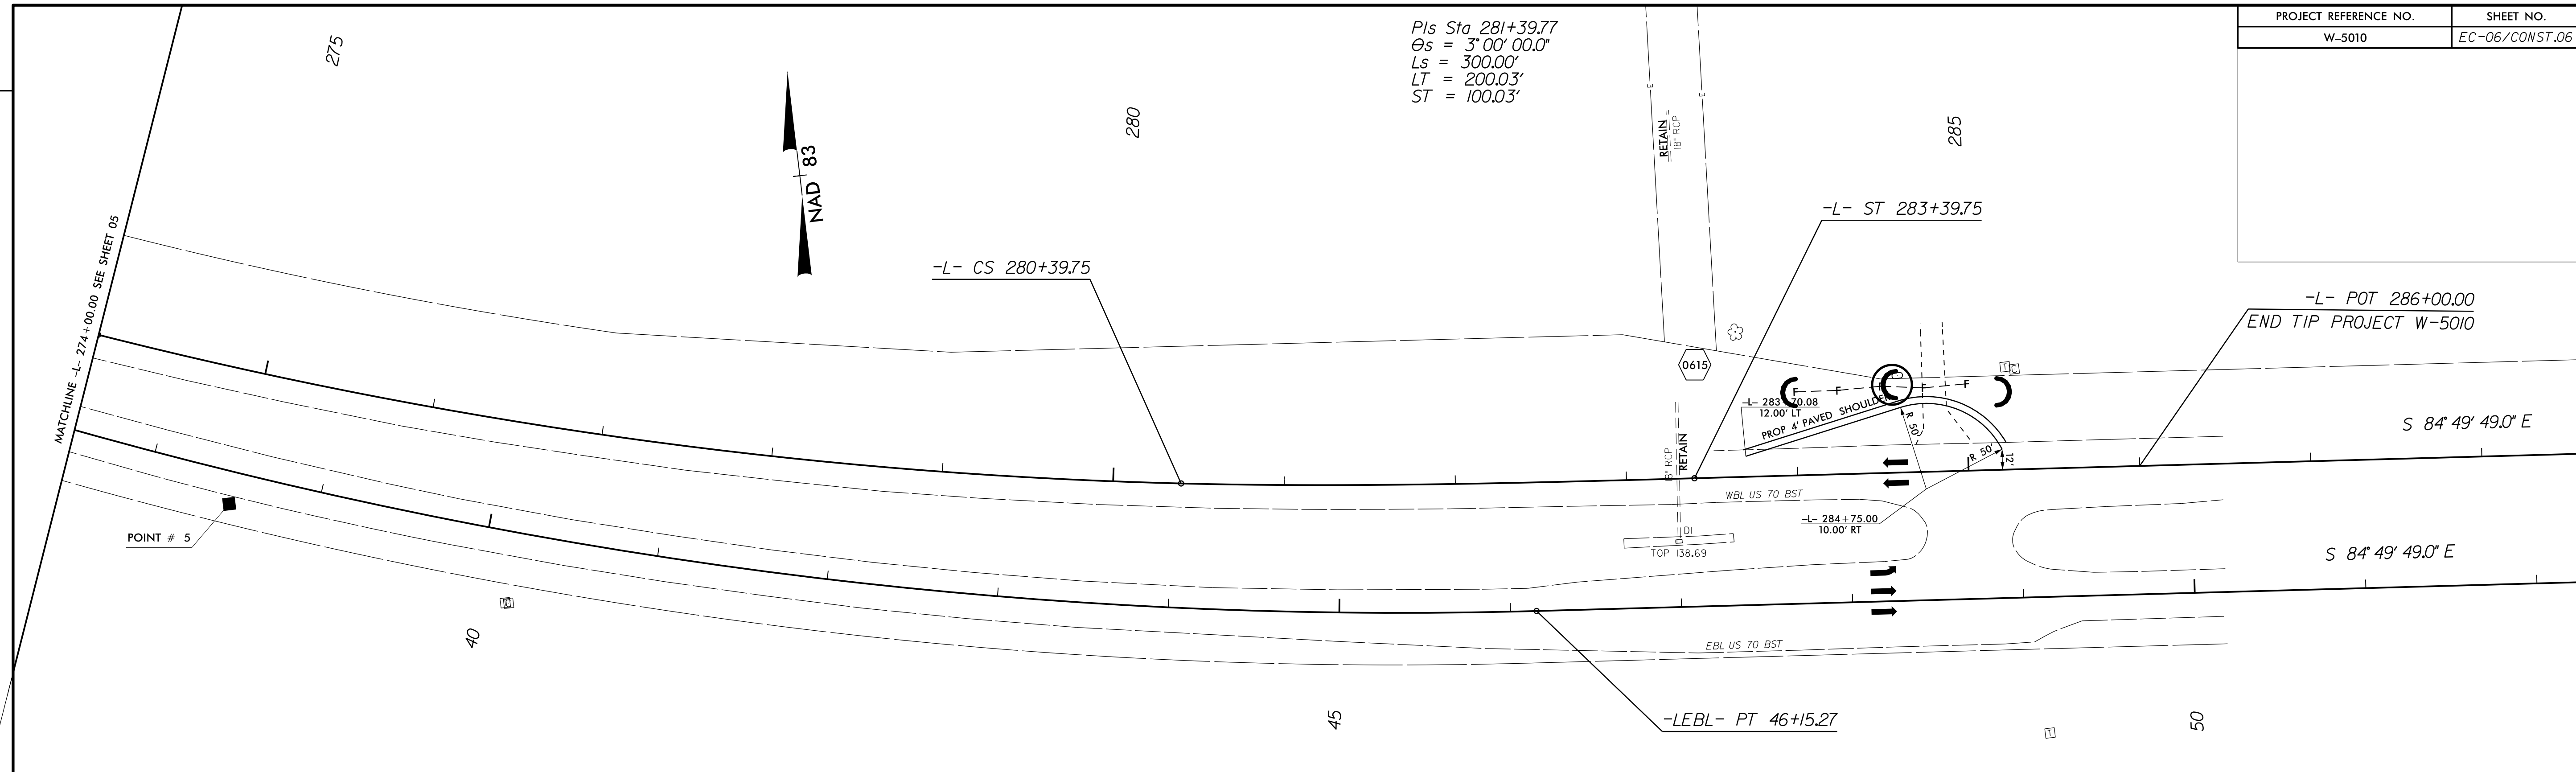 PROJECT REFERENCE NO.
SHEET NO.
W-5010
EC-06/CONST.06
275
280
285
PIs Sta 281+39.77
Θs = 3° 00' 00.0"
Ls = 300.00'
LT = 200.03'
ST = 100.03'
NAD 83
E
E
RETAIN
18" RCP
MATCHLINE -L- 274+00.00 SEE SHEET 05
-L- CS 280+39.75
-L- ST 283+39.75
-L- POT 286+00.00
END TIP PROJECT W-5010
0615
T
C
F
F
F
F
F
-L- 283+70.08
12.00' LT
PROP 4' PAVED SHOULDER
R 50'
R 50'
12'
S 84° 49' 49.0" E
18" RCP
RETAIN
WBL US 70 BST
-L- 284+75.00
10.00' RT
DI
TOP 138.69
POINT # 5
S 84° 49' 49.0" E
EBL US 70 BST
40
45
50
-LEBL- PT 46+15.27
T